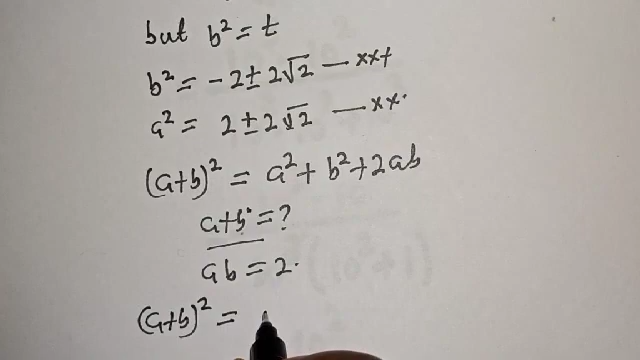 but b² = t
b² = -2 ± 2√2 — xx+
a² = 2 ± 2√2 — xx·
(a+b)² = a² + b² + 2ab
a+b = ?
ab = 2.
(a+b)² =